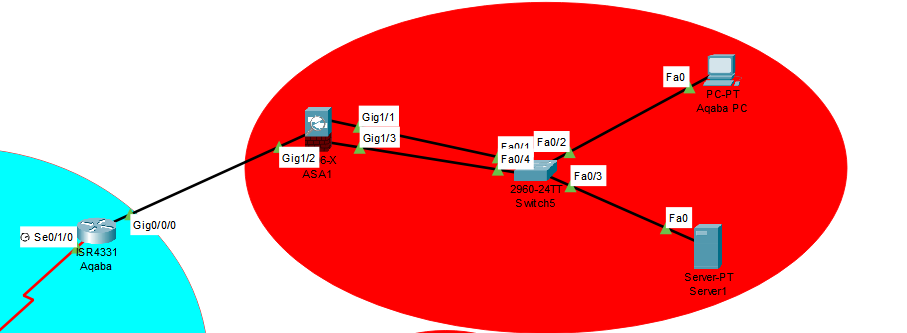 Fa0
PC-PT
Aqaba PC
Gig1/1
Gig1/3
Gig1/2
6-X
ASA1
Fa0/1
Fa0/2
Fa0/4
2960-24TT
Switch5
Fa0/3
Fa0
Server-PT
Server1
Gig0/0/0
Se0/1/0
ISR4331
Aqaba